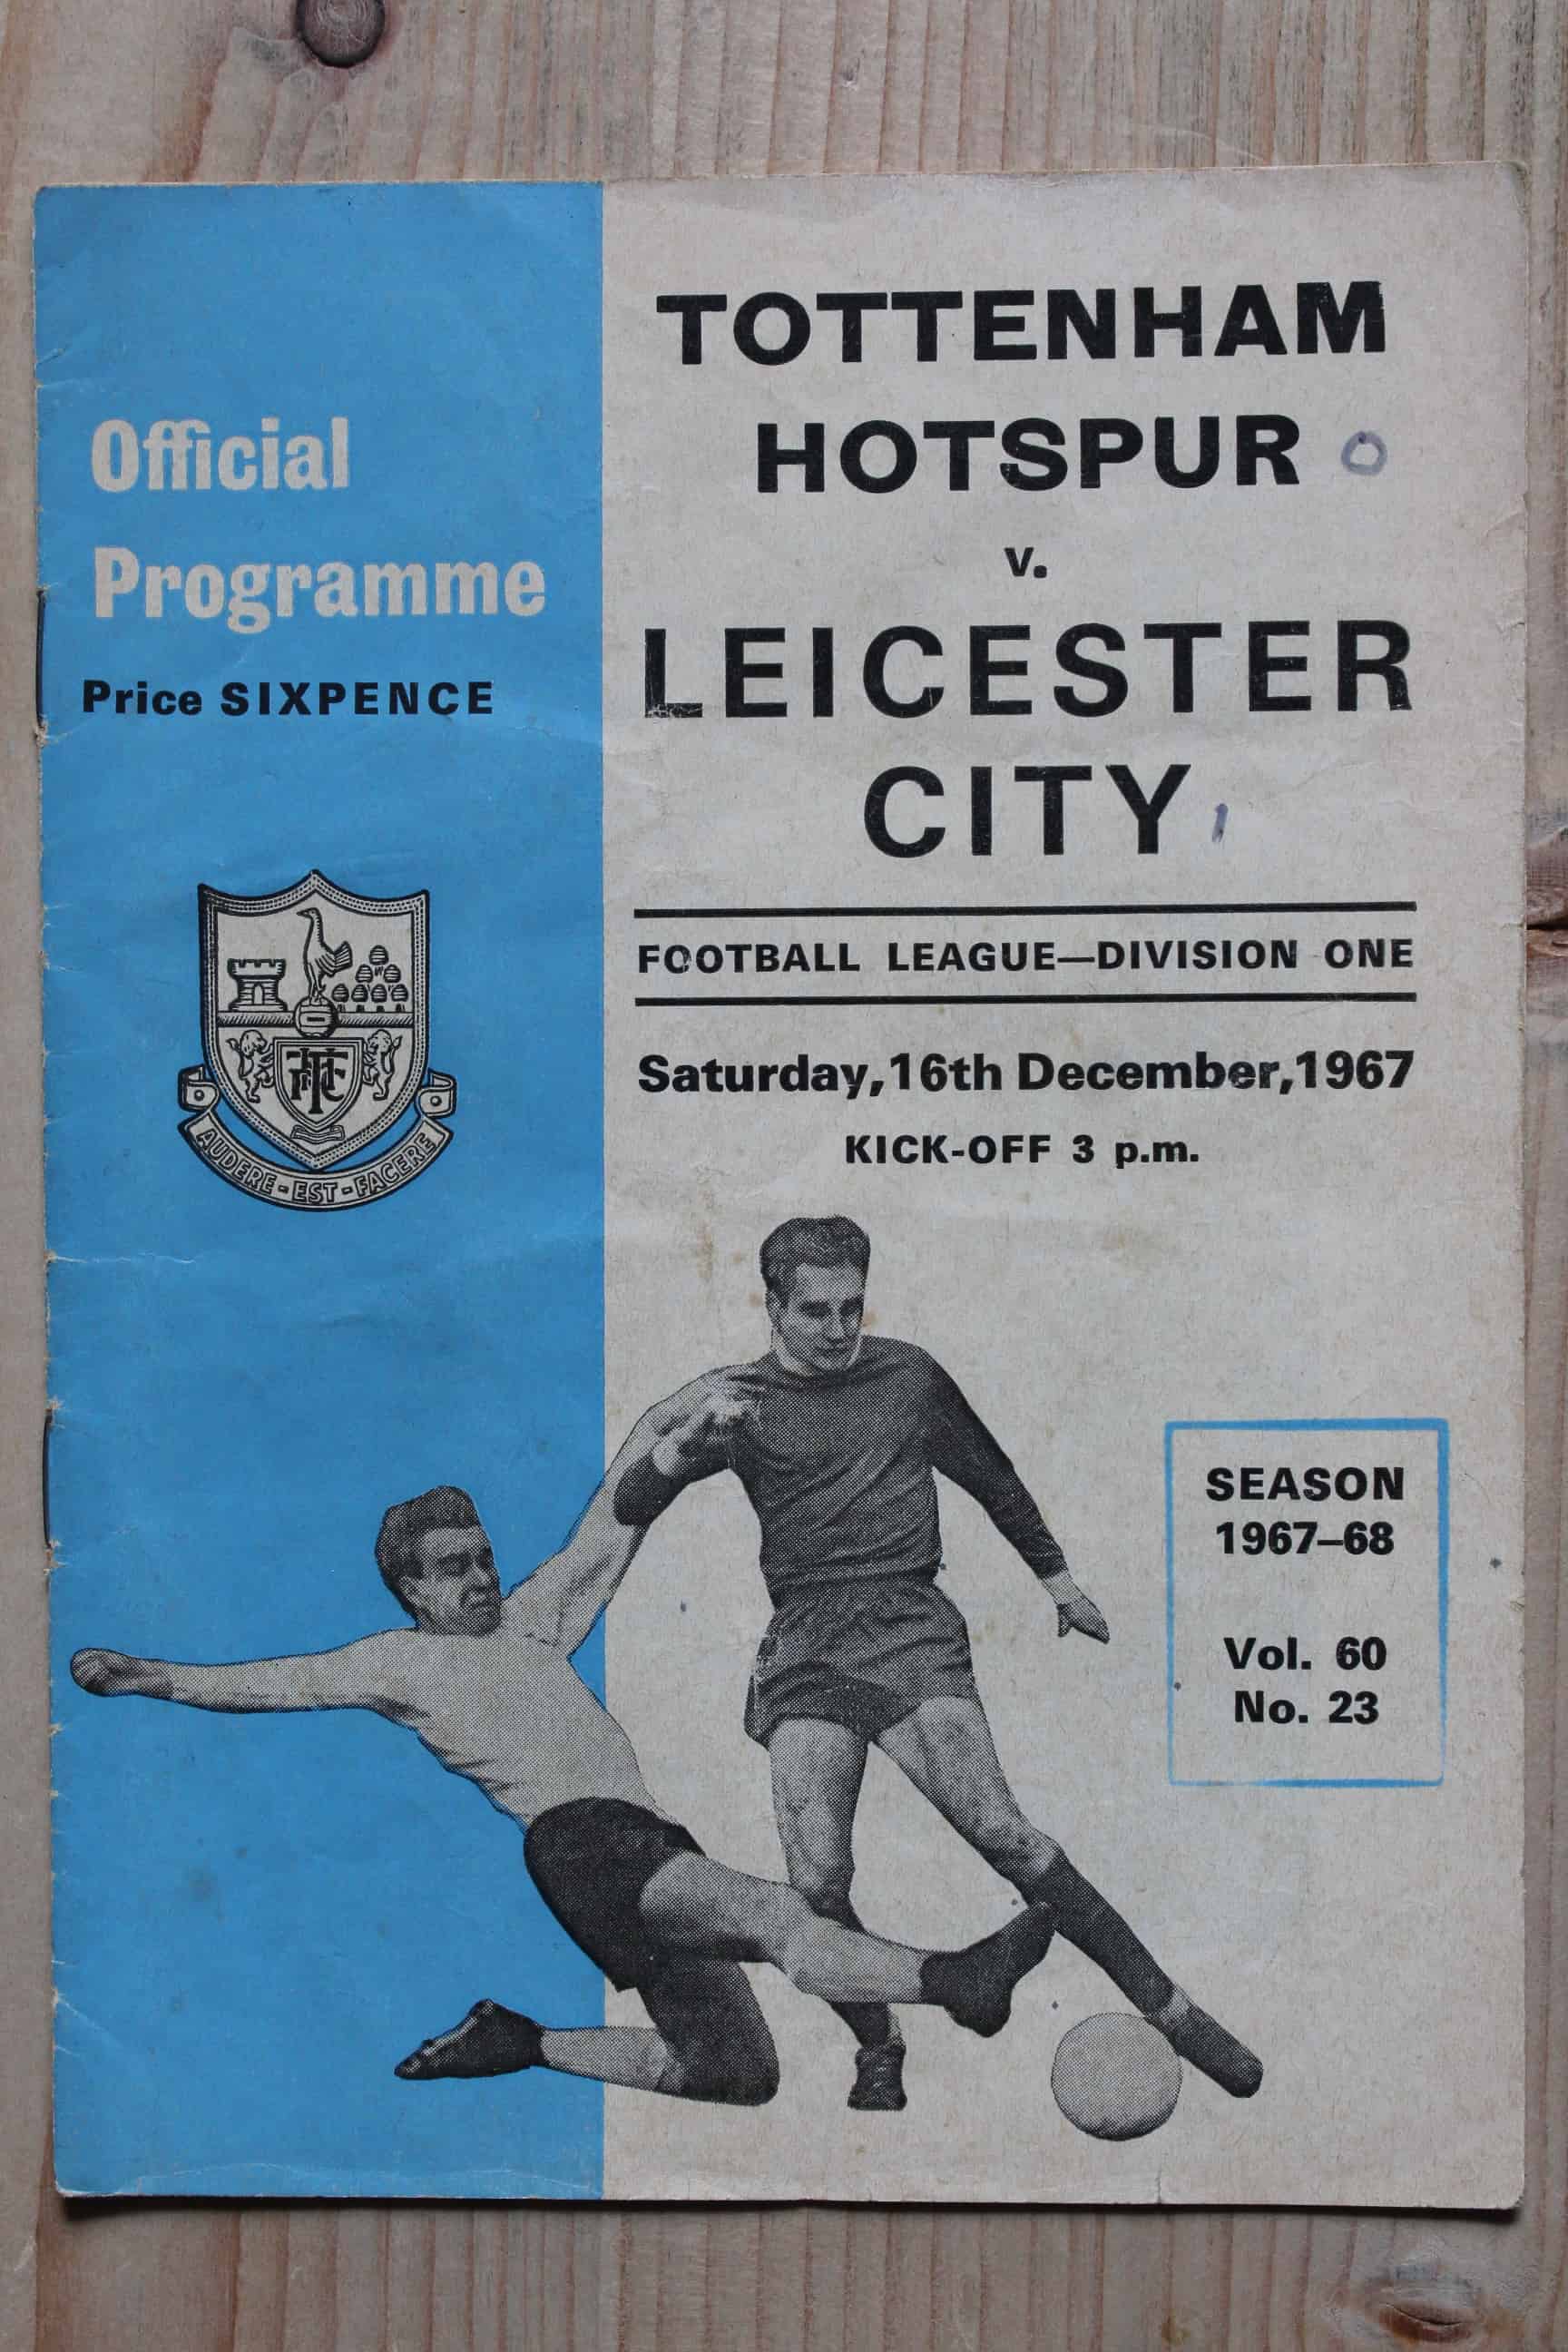 Official
Programme
Price SIXPENCE
THFC
AUDERE-EST-FACERE
TOTTENHAM
HOTSPUR O
v.
LEICESTER
CITY 1
FOOTBALL LEAGUE—DIVISION ONE
Saturday, 16th December, 1967
KICK-OFF 3 p.m.
SEASON
1967–68
Vol. 60
No. 23